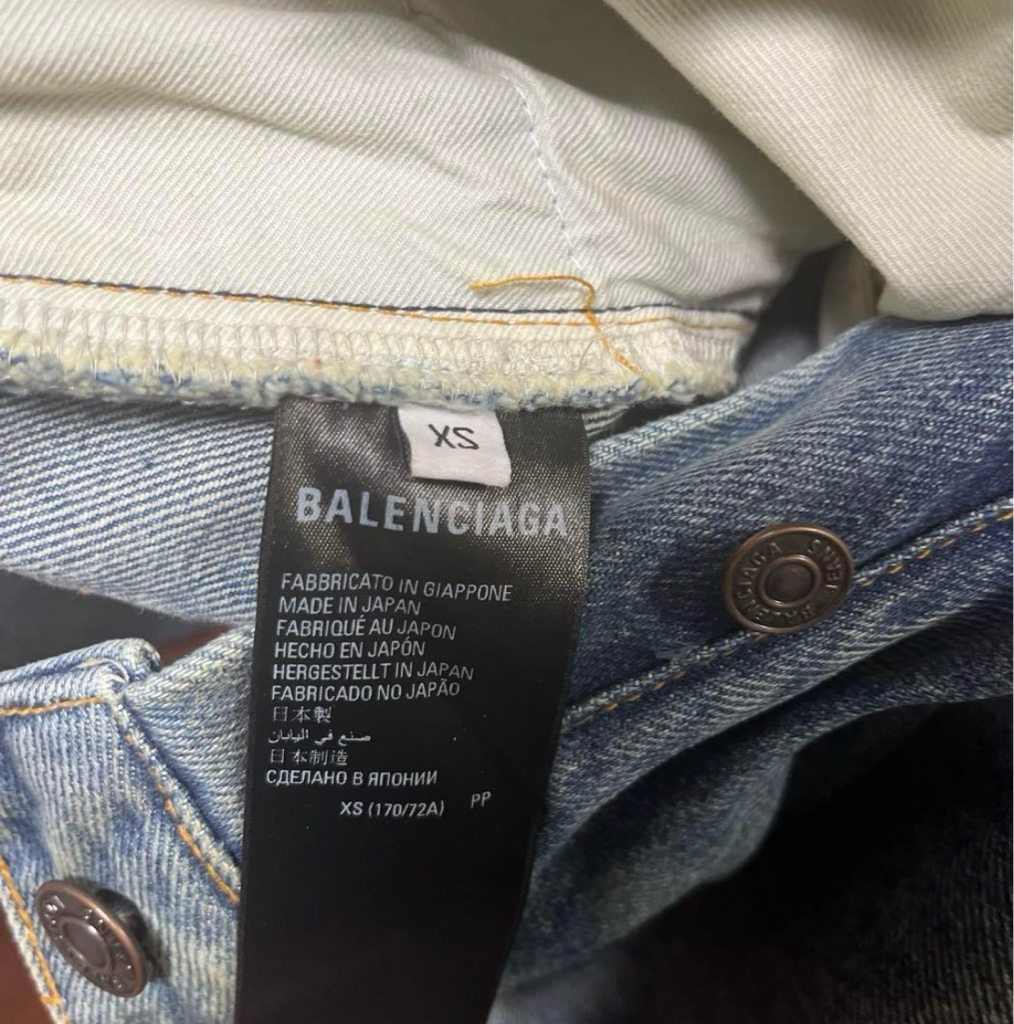 XS
BALENCIAGA
FABBRICATO IN GIAPPONE
MADE IN JAPAN
FABRIQUÉ AU JAPON
HECHO EN JAPÓN
HERGESTELLT IN JAPAN
FABRICADO NO JAPÃO
日本製
صنع في اليابان
日本制造
СДЕЛАНО В ЯПОНИИ
XS (170/72A) PP
BALENCIAGA JEANS